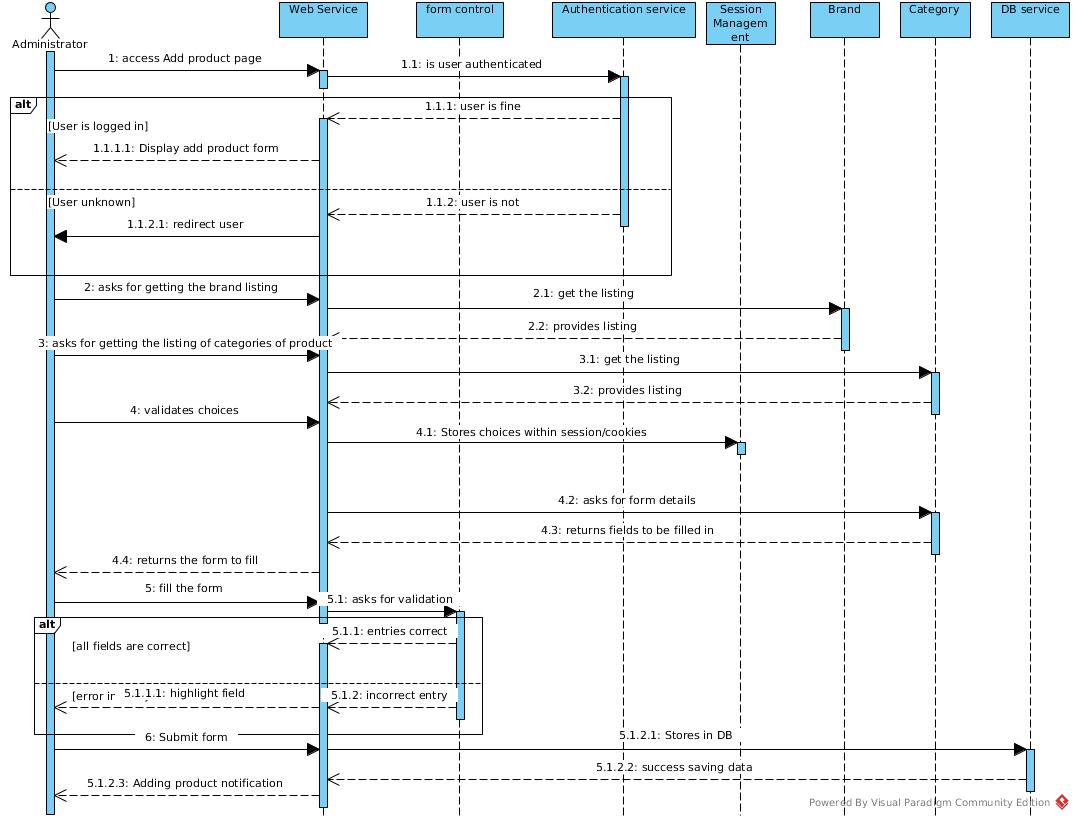 Administrator
Web Service
form control
Authentication service
Session
Managem
ent
Brand
Category
DB service
1: access Add product page
1.1: is user authenticated
alt
1.1.1: user is fine
[User is logged in]
1.1.1.1: Display add product form
[User unknown]
1.1.2: user is not
1.1.2.1: redirect user
2: asks for getting the brand listing
2.1: get the listing
2.2: provides listing
3: asks for getting the listing of categories of product
3.1: get the listing
3.2: provides listing
4: validates choices
4.1: Stores choices within session/cookies
4.2: asks for form details
4.3: returns fields to be filled in
4.4: returns the form to fill
5: fill the form
5.1: asks for validation
alt
5.1.1: entries correct
[all fields are correct]
[error in
5.1.1.1: highlight field
5.1.2: incorrect entry
6: Submit form
5.1.2.1: Stores in DB
5.1.2.2: success saving data
5.1.2.3: Adding product notification
Powered By Visual Paradigm Community Edition